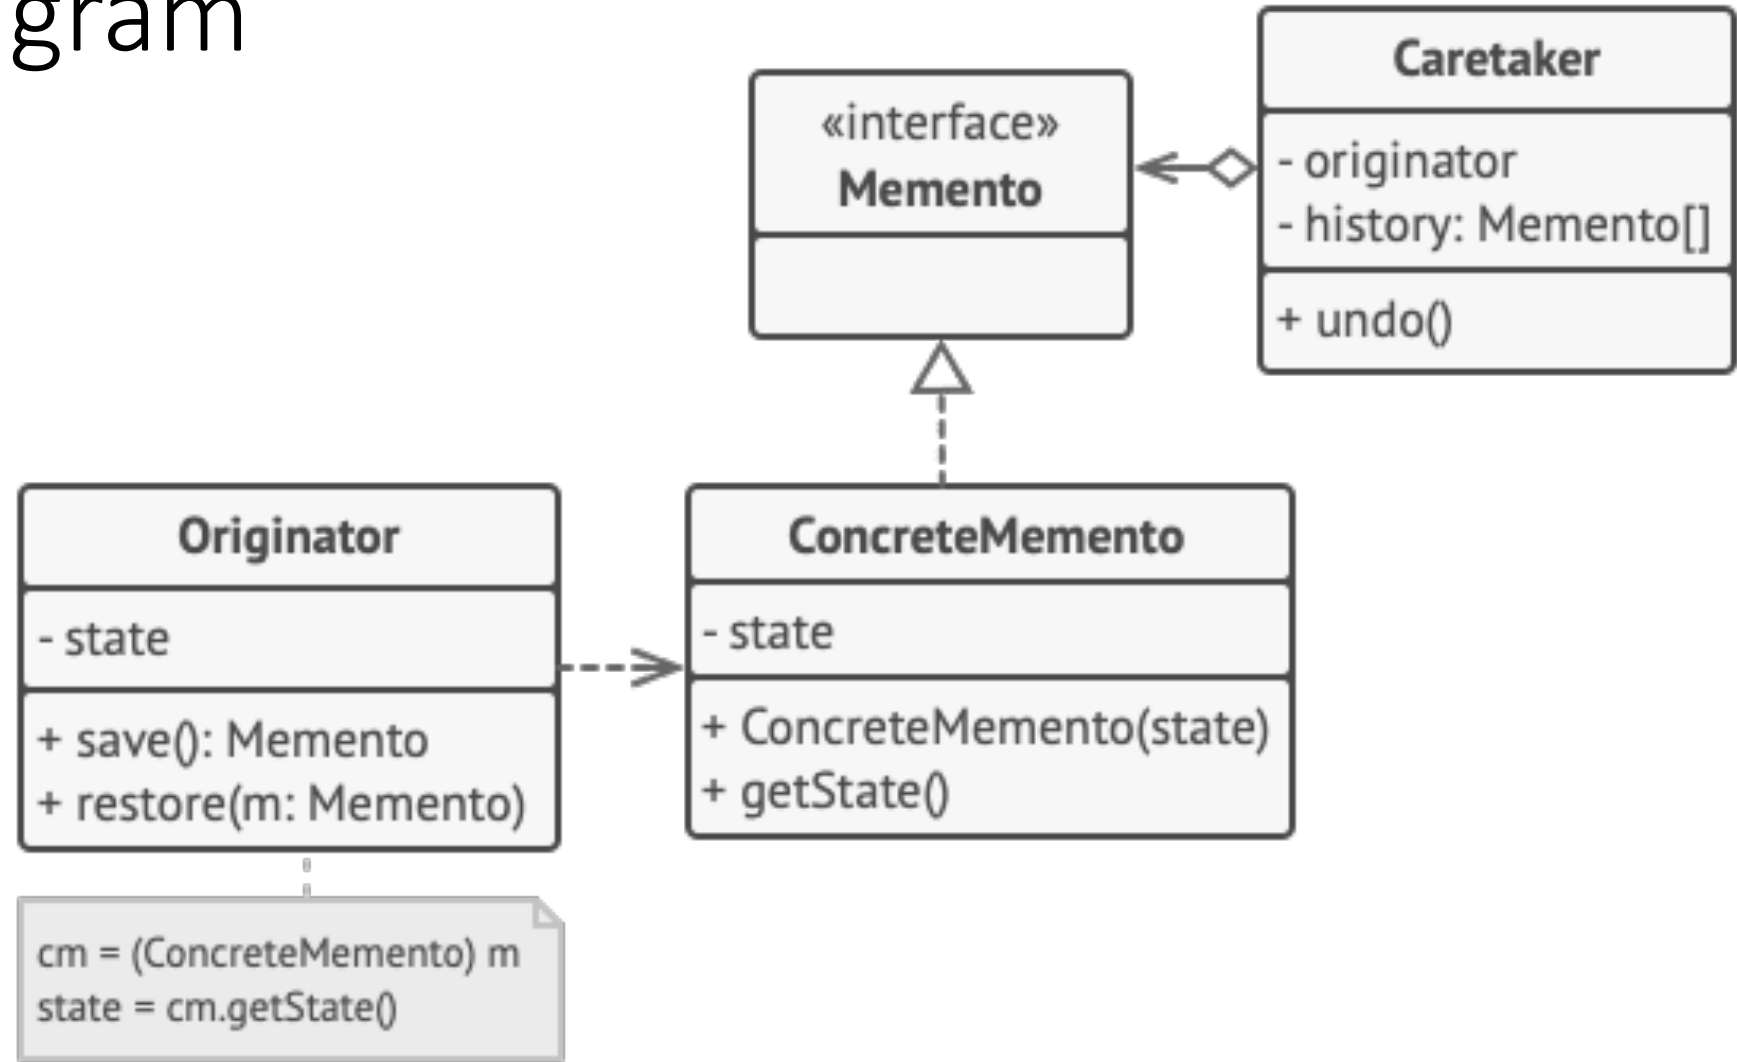 gram
Caretaker
- originator
- history: Memento[]
+ undo()
«interface»
Memento
Originator
- state
+ save(): Memento
+ restore(m: Memento)
ConcreteMemento
- state
+ ConcreteMemento(state)
+ getState()
cm = (ConcreteMemento) m
state = cm.getState()